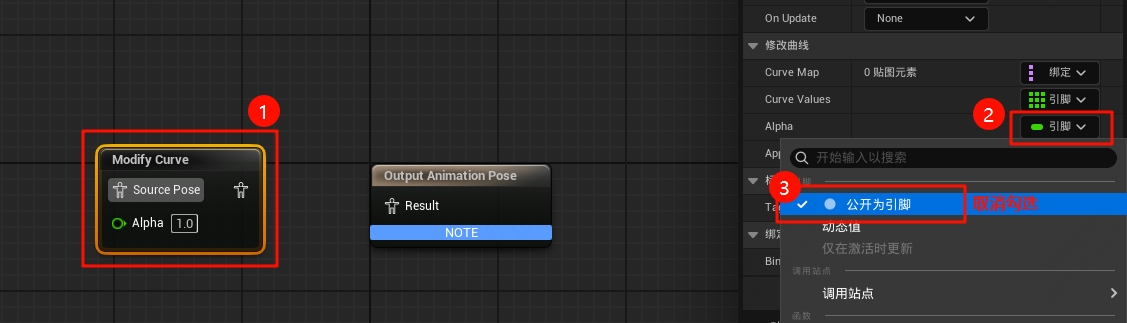 On Update
None
修改曲线
Curve Map
0 贴图元素
绑定
Curve Values
引脚
1
2
Alpha
引脚
Ap
开始输入以搜索
Modify Curve
Source Pose
Alpha
1.0
Output Animation Pose
Result
NOTE
脚
3
公开为引脚
取消勾选
Ta
动态值
绑
仅在激活时更新
Bin
调用站点
调用站点
函数